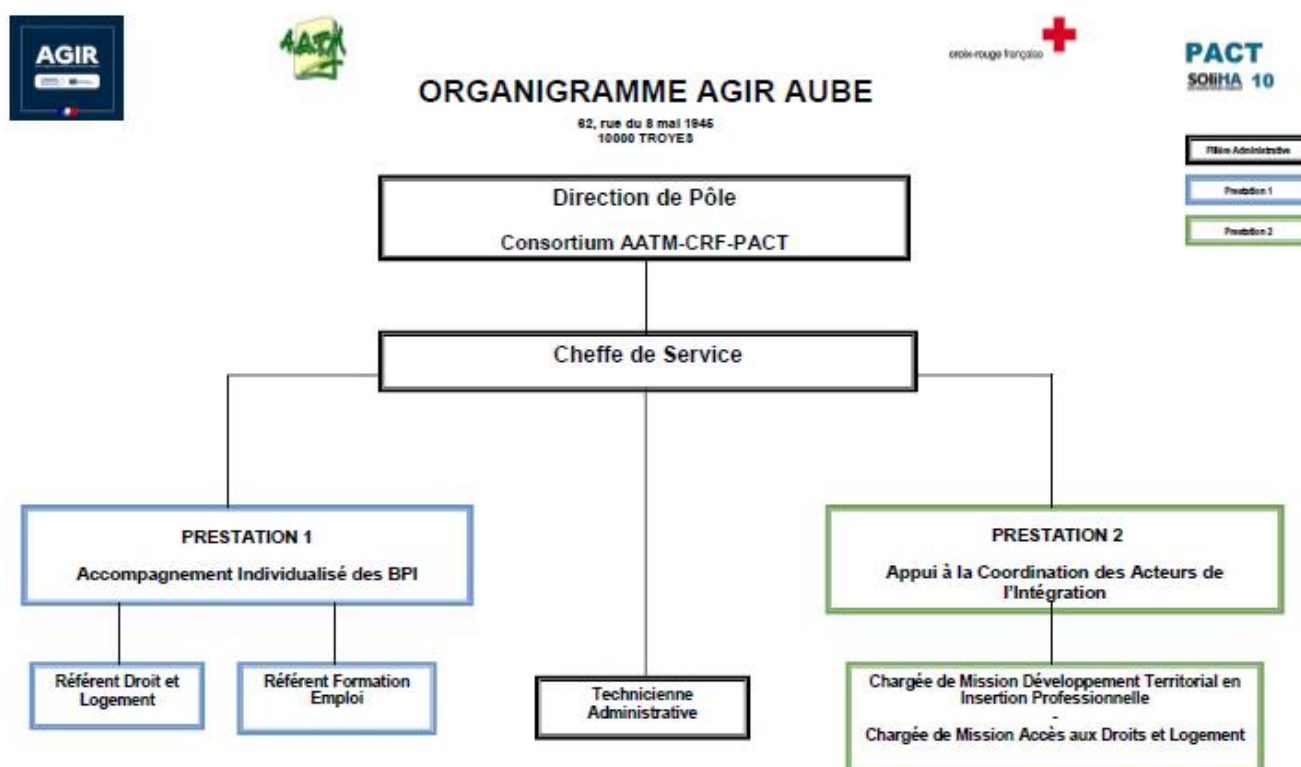 AGIR
AATM
croix-rouge française
PACT
SOLiHA 10
ORGANIGRAMME AGIR AUBE
62, rue du 8 mai 1945
10000 TROYES
Filière Administrative
Prestation 1
Prestation 2
Direction de Pôle
Consortium AATM-CRF-PACT
Cheffe de Service
PRESTATION 1
Accompagnement Individualisé des BPI
PRESTATION 2
Appui à la Coordination des Acteurs de
l'Intégration
Référent Droit et
Logement
Référent Formation
Emploi
Technicienne
Administrative
Chargée de Mission Développement Territorial en
Insertion Professionnelle
-
Chargée de Mission Accès aux Droits et Logement